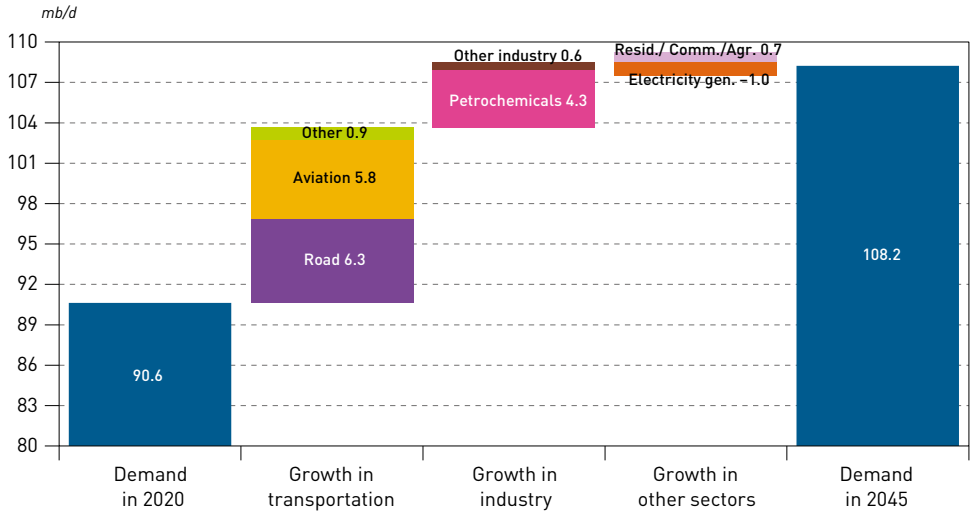 mb/d
110
107
104
101
98
95
92
89
86
83
80
90.6
Other 0.9
Aviation 5.8
Road 6.3
Other industry 0.6
Petrochemicals 4.3
Resid./ Comm./Agr. 0.7
Electricity gen. –1.0
108.2
Demand
in 2020
Growth in
transportation
Growth in
industry
Growth in
other sectors
Demand
in 2045